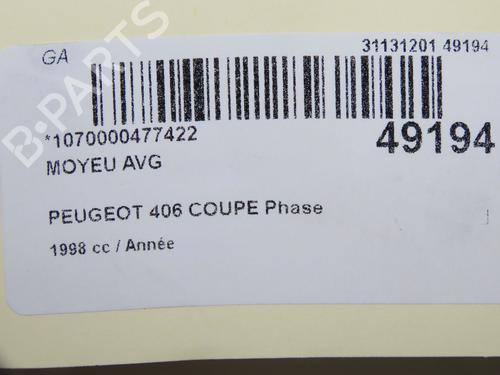 GA
31131201 49194
*1070000477422
49194
MOYEU AVG
PEUGEOT 406 COUPE Phase
1998 cc / Année
B-PARTS